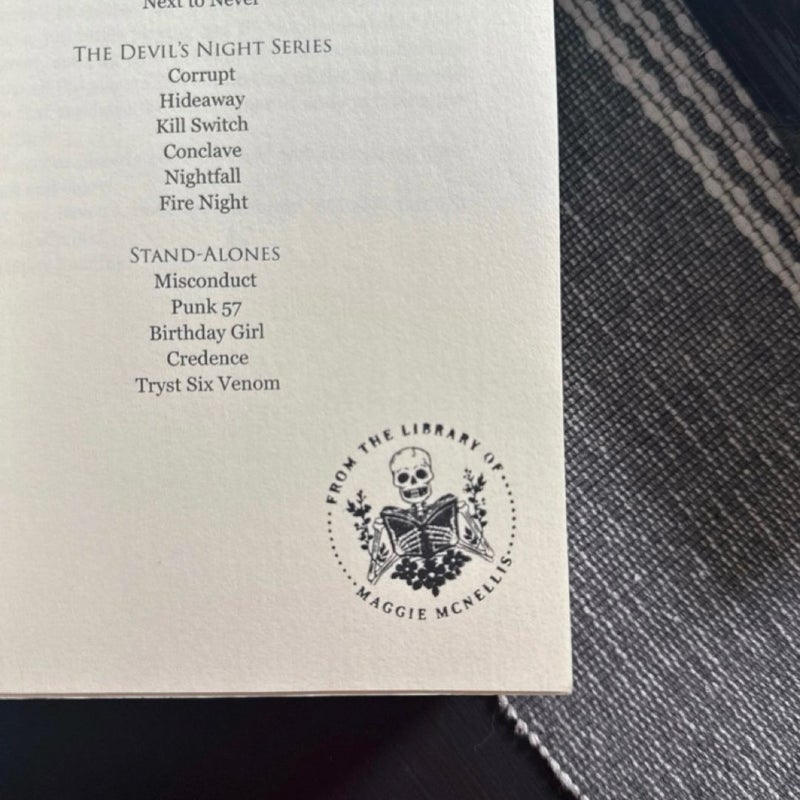 Next to Never
THE DEVIL'S NIGHT SERIES
Corrupt
Hideaway
Kill Switch
Conclave
Nightfall
Fire Night
STAND-ALONES
Misconduct
Punk 57
Birthday Girl
Credence
Tryst Six Venom
FROM THE LIBRARY OF
MAGGIE MCNELLIS